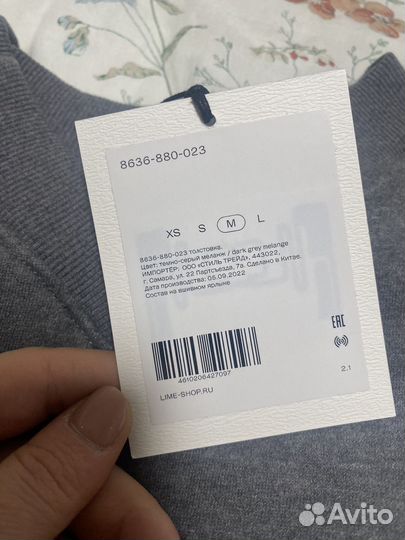 8636-880-023
XS S M L
8636-880-023 толстовка.
Цвет: темно-серый меланж / dark grey melange
ИМПОРТЁР: ООО «СТИЛЬ ТРЕЙД», 443022,
г. Самара, ул. 22 Партсъезда, 7а. Сделано в Китае.
Дата производства: 05.09.2022
Состав на вшивном ярлыке
EAC
4610206427097
LIME-SHOP.RU
2.1
Avito